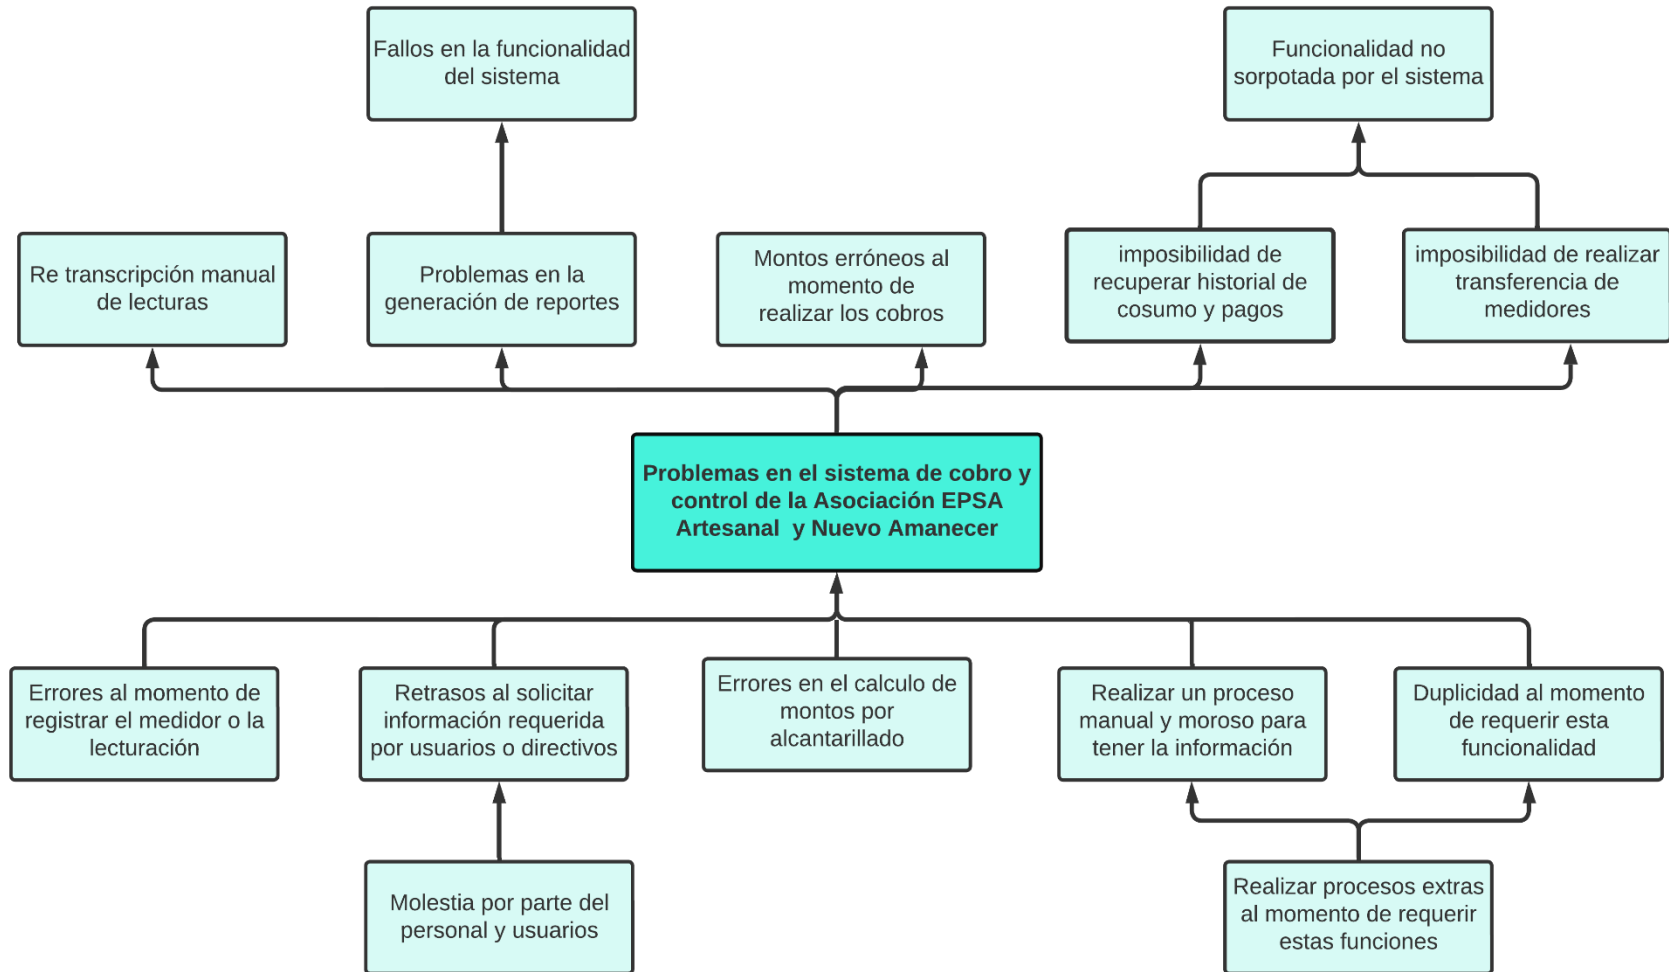 Fallos en la funcionalidad
del sistema
Funcionalidad no
sorpotada por el sistema
Re transcripción manual
de lecturas
Problemas en la
generación de reportes
Montos erróneos al
momento de
realizar los cobros
imposibilidad de
recuperar historial de
cosumo y pagos
imposibilidad de realizar
transferencia de
medidores
Problemas en el sistema de cobro y
control de la Asociación EPSA
Artesanal y Nuevo Amanecer
Errores al momento de
registrar el medidor o la
lecturación
Retrasos al solicitar
información requerida
por usuarios o directivos
Errores en el calculo de
montos por
alcantarillado
Realizar un proceso
manual y moroso para
tener la información
Duplicidad al momento
de requerir esta
funcionalidad
Molestia por parte del
personal y usuarios
Realizar procesos extras
al momento de requerir
estas funciones